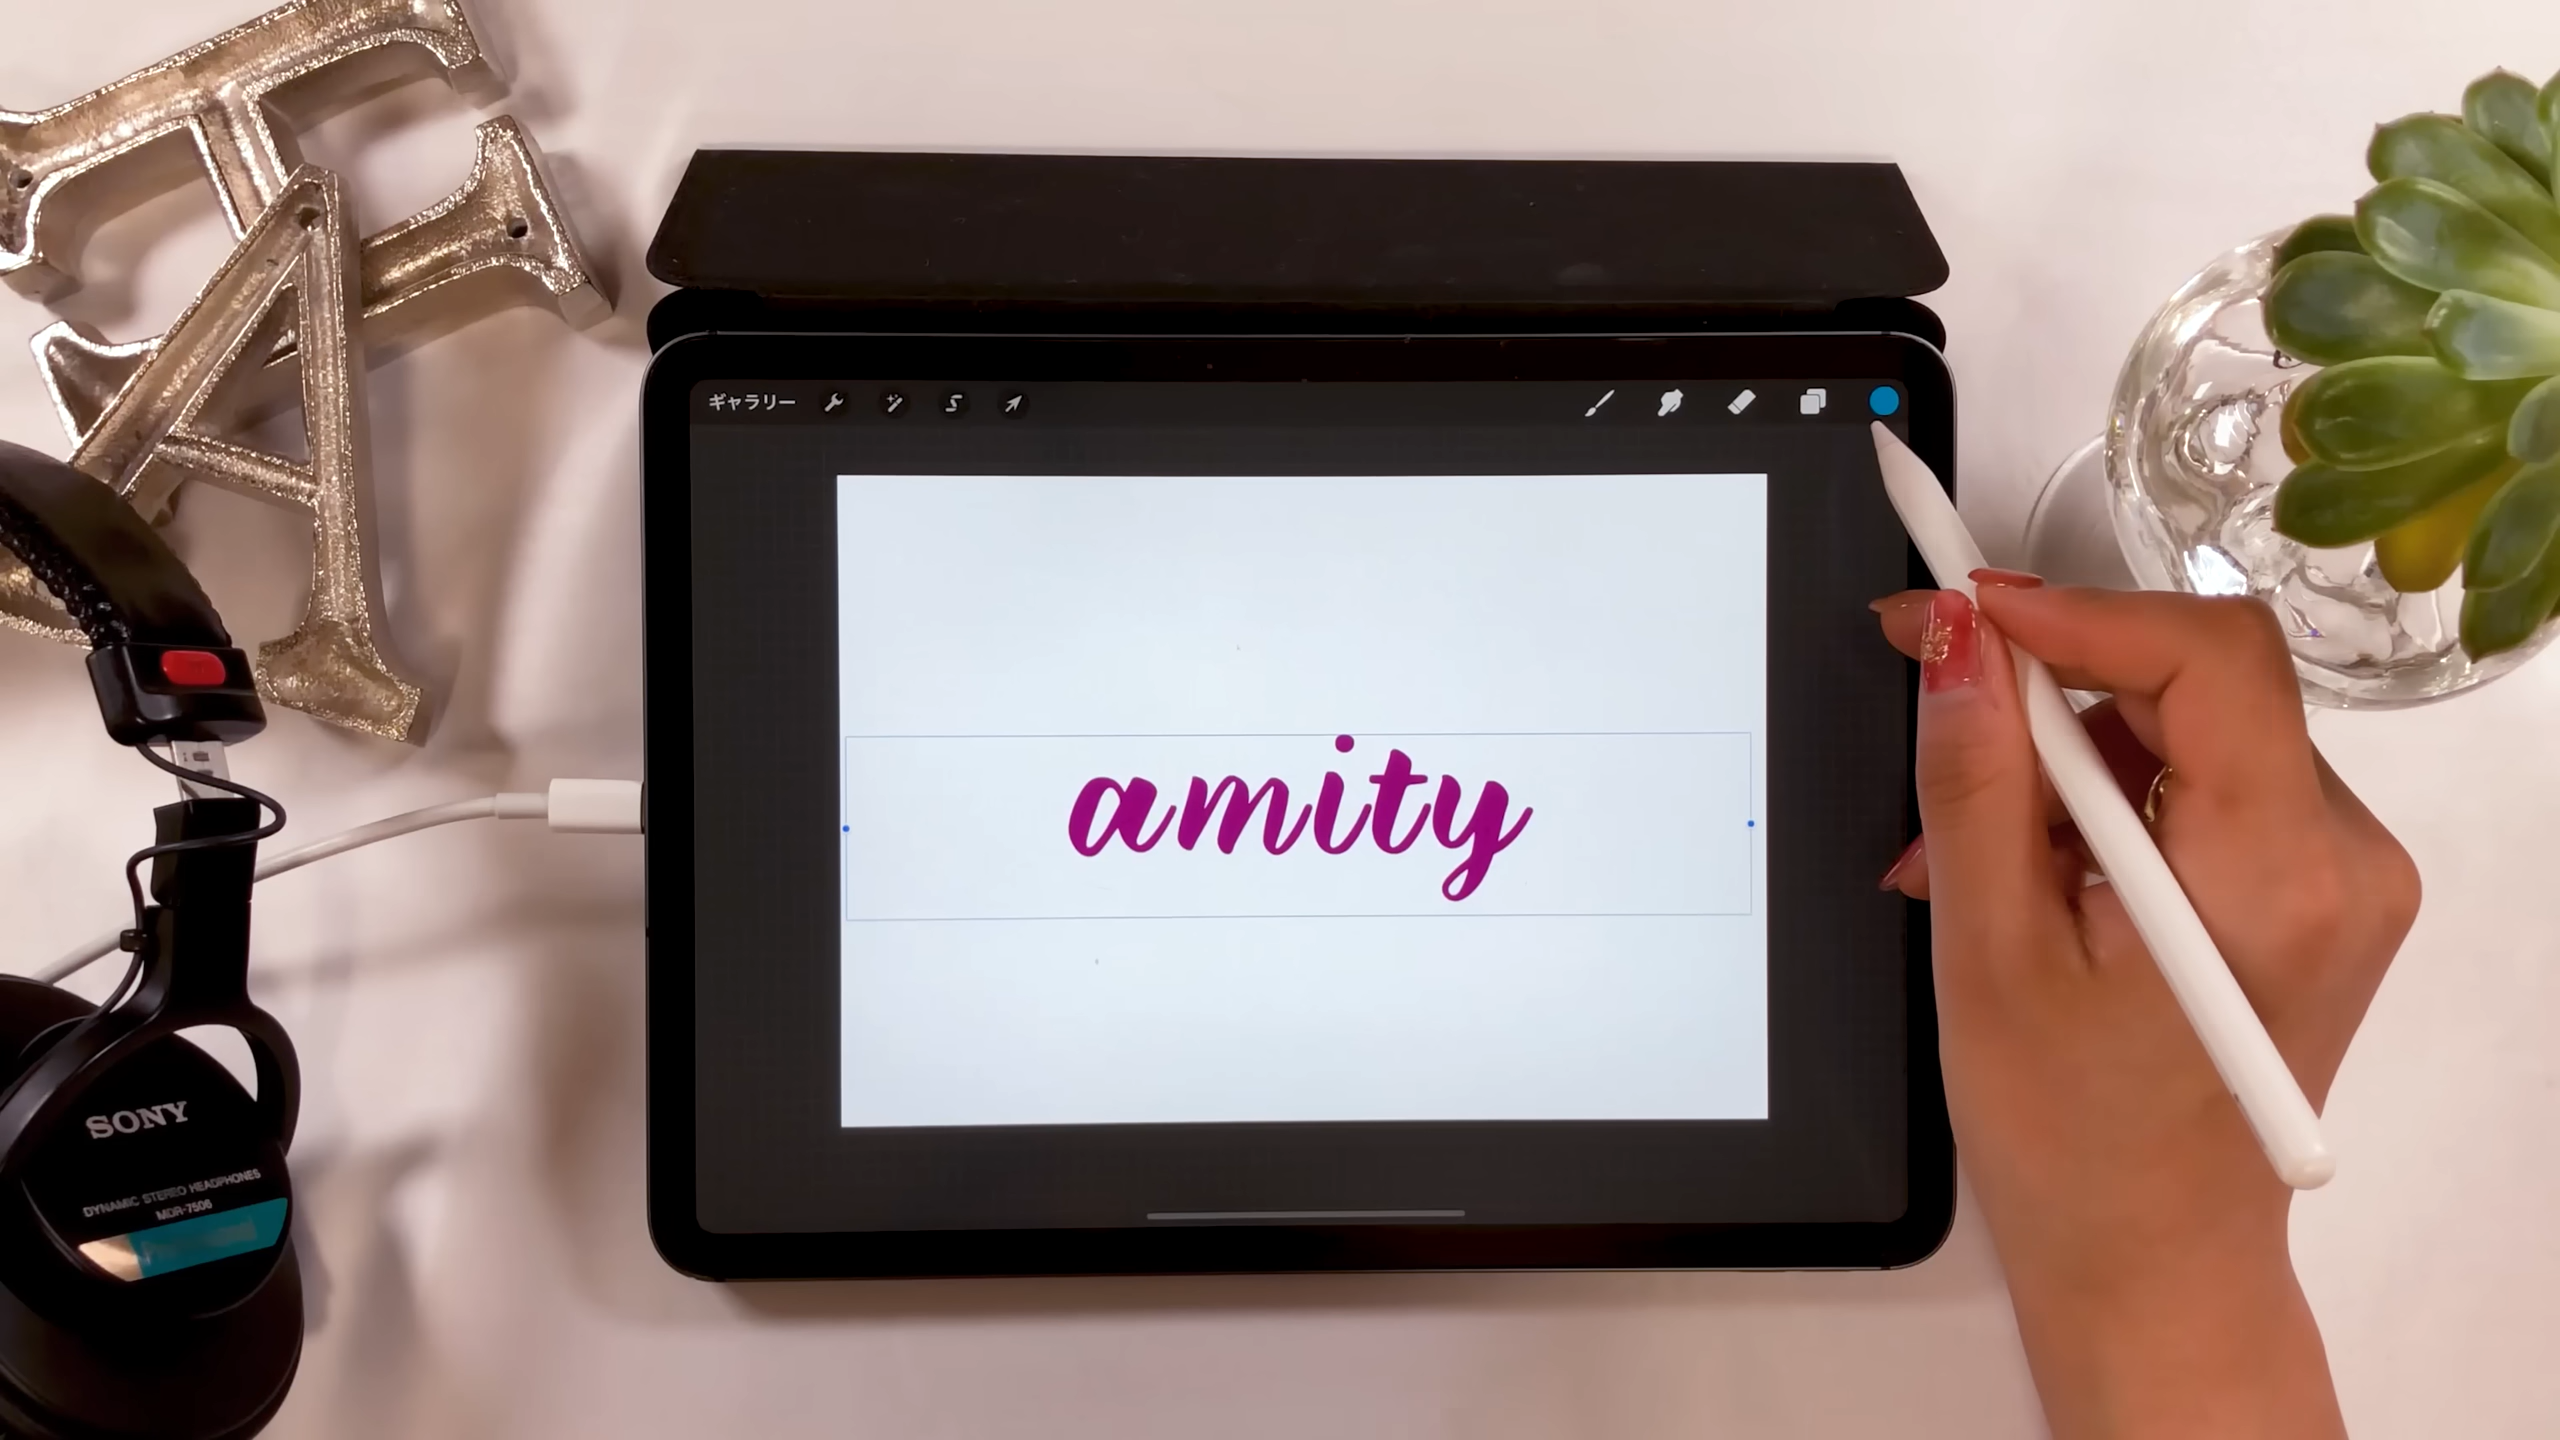 ギャラリー
amity
SONY
DYNAMIC STEREO HEADPHONES
MDR-7506